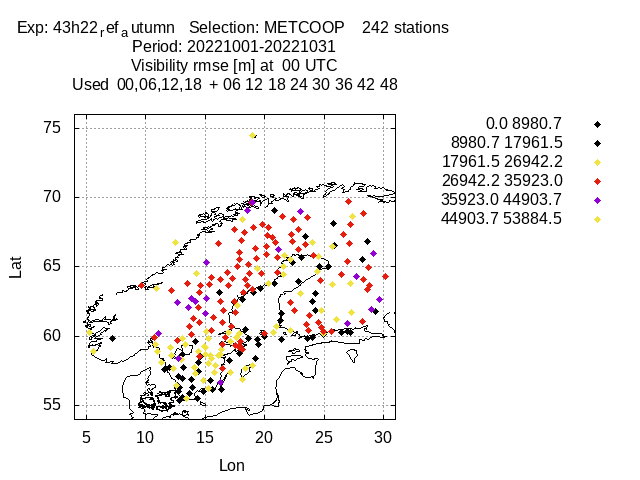 Exp: 43h22ref autumn Selection: METCOOP 242 stations
Period: 20221001-20221031
Visibility rmse [m] at 00 UTC
Used 00,06,12,18 + 06 12 18 24 30 36 42 48
75
70
65
60
55
Lat
5 10 15 20 25 30
Lon
0.0 8980.7
8980.7 17961.5
17961.5 26942.2
26942.2 35923.0
35923.0 44903.7
44903.7 53884.5